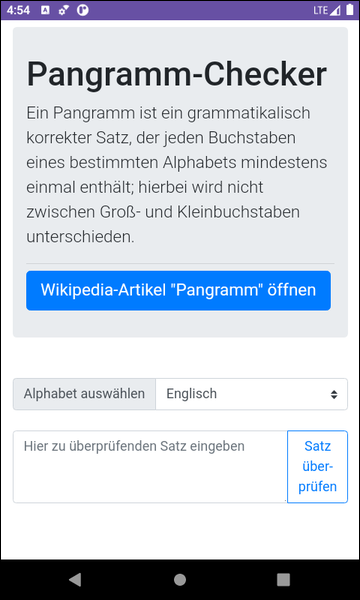 4:54
LTE
Pangramm-Checker
Ein Pangramm ist ein grammatikalisch
korrekter Satz, der jeden Buchstaben
eines bestimmten Alphabets mindestens
einmal enthält; hierbei wird nicht
zwischen Groß- und Kleinbuchstaben
unterschieden.
Wikipedia-Artikel "Pangramm" öffnen
Alphabet auswählen
Englisch
Hier zu überprüfenden Satz eingeben
Satz
über-
prüfen